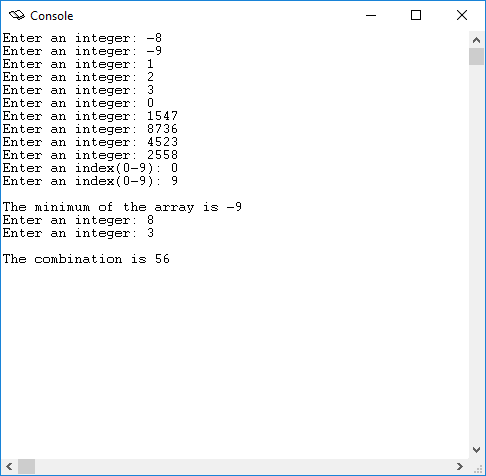 Console
Enter an integer: -8
Enter an integer: -9
Enter an integer: 1
Enter an integer: 2
Enter an integer: 3
Enter an integer: 0
Enter an integer: 1547
Enter an integer: 8736
Enter an integer: 4523
Enter an integer: 2558
Enter an index(0-9): 0
Enter an index(0-9): 9
The minimum of the array is -9
Enter an integer: 8
Enter an integer: 3
The combination is 56